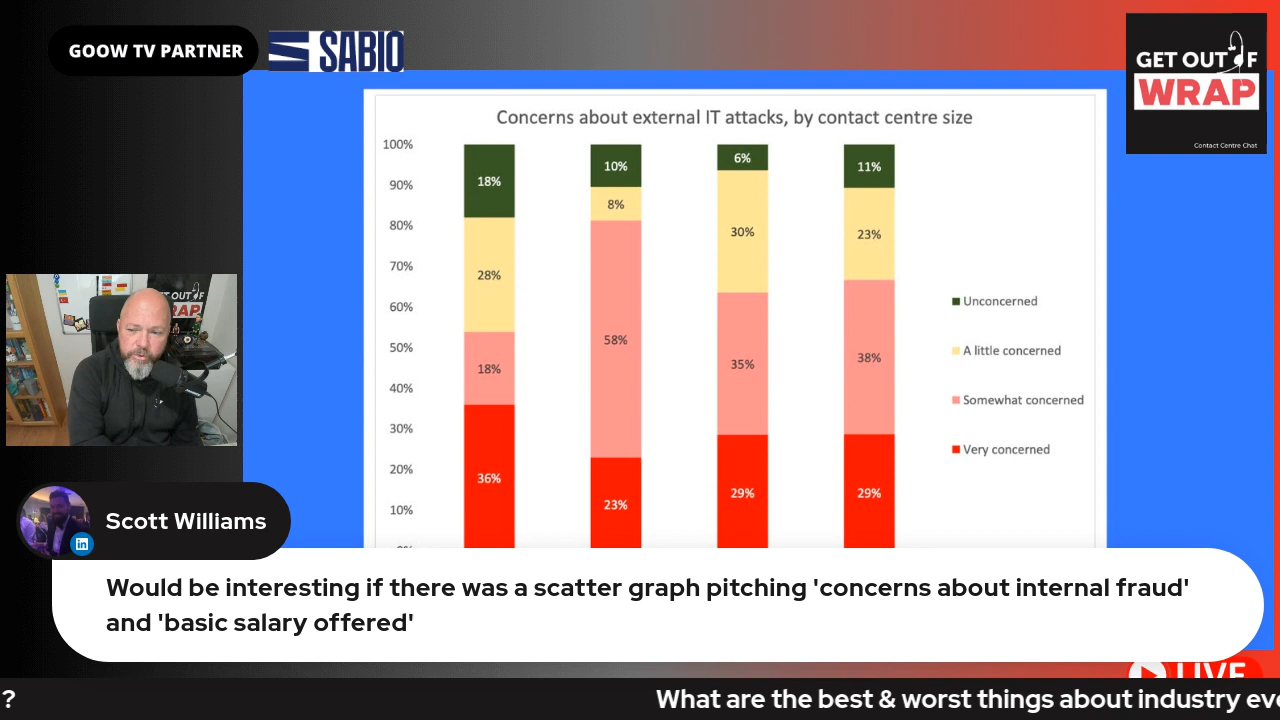 GOOW TV PARTNER
SABIO
GET OUT OF
WRAP
Contact Centre Chat
Concerns about external IT attacks, by contact centre size
100%
90%
80%
70%
60%
50%
40%
30%
20%
10%
0%
18%
28%
18%
36%
10%
8%
58%
23%
6%
30%
35%
29%
11%
23%
38%
29%
Unconcerned
A little concerned
Somewhat concerned
Very concerned
Scott Williams
in
Would be interesting if there was a scatter graph pitching 'concerns about internal fraud'
and 'basic salary offered'
LIVE
? What are the best & worst things about industry eve